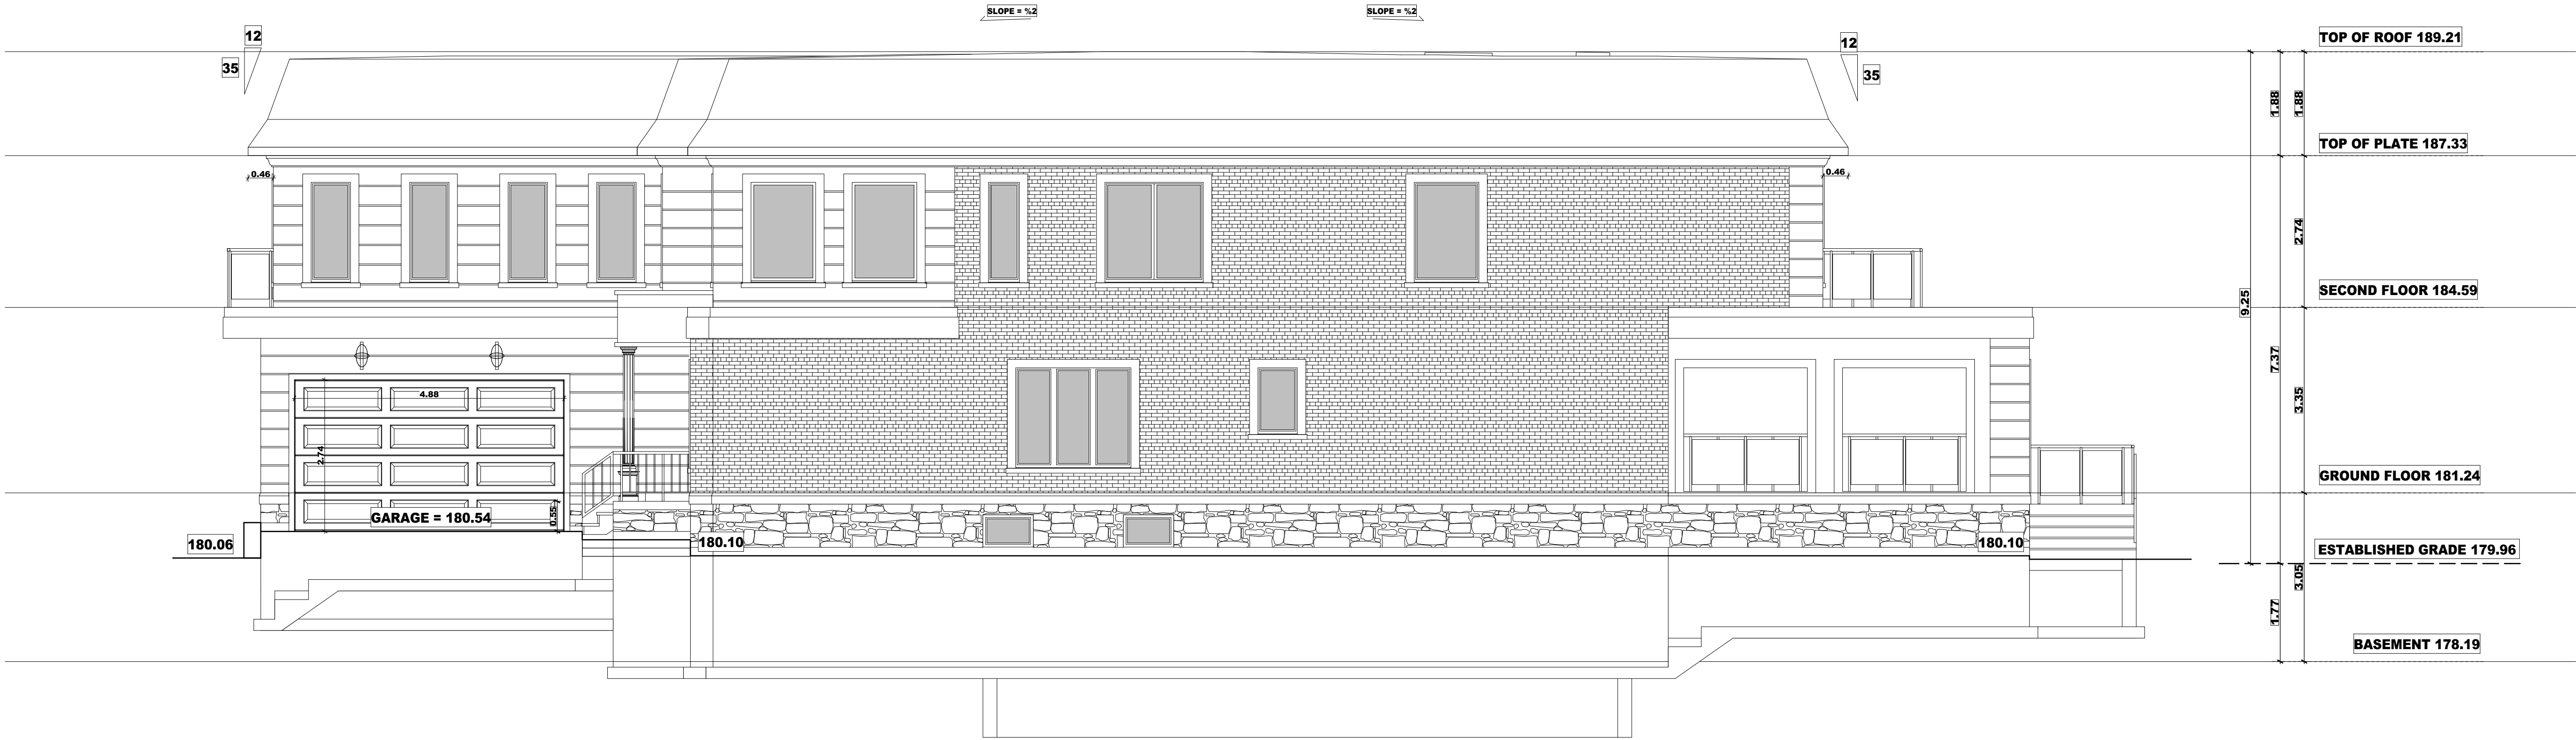 SLOPE = %2
SLOPE = %2
12
35
12
35
TOP OF ROOF 189.21
1.88
1.88
TOP OF PLATE 187.33
0.46
0.46
2.74
SECOND FLOOR 184.59
9.25
7.37
3.35
4.88
2.74
GROUND FLOOR 181.24
0.55
GARAGE = 180.54
180.06
180.10
180.10
ESTABLISHED GRADE 179.96
3.05
1.77
BASEMENT 178.19